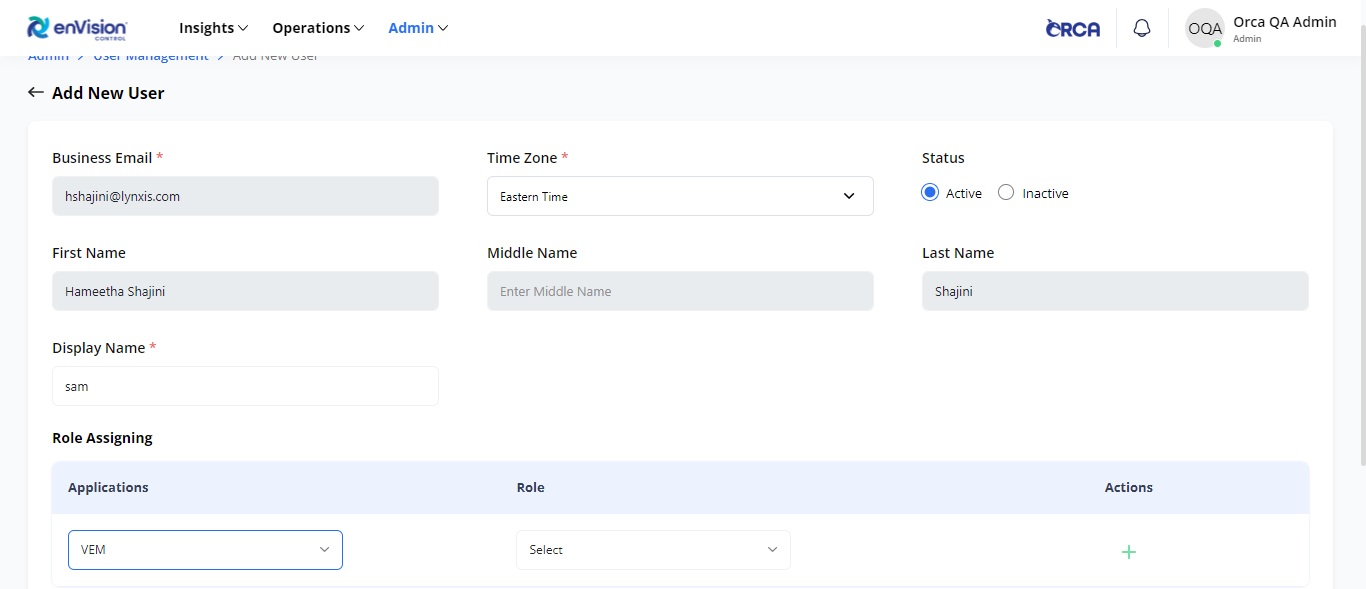 enVision
CONTROL
Insights Operations Admin
ORCA
OQA
Orca QA Admin
Admin
Admin > User Management > Add New User
← Add New User
Business Email * Time Zone * Status
hshajini@lynxis.com Eastern Time Active Inactive
First Name Middle Name Last Name
Hameetha Shajini Enter Middle Name Shajini
Display Name *
sam
Role Assigning
Applications Role Actions
VEM Select +